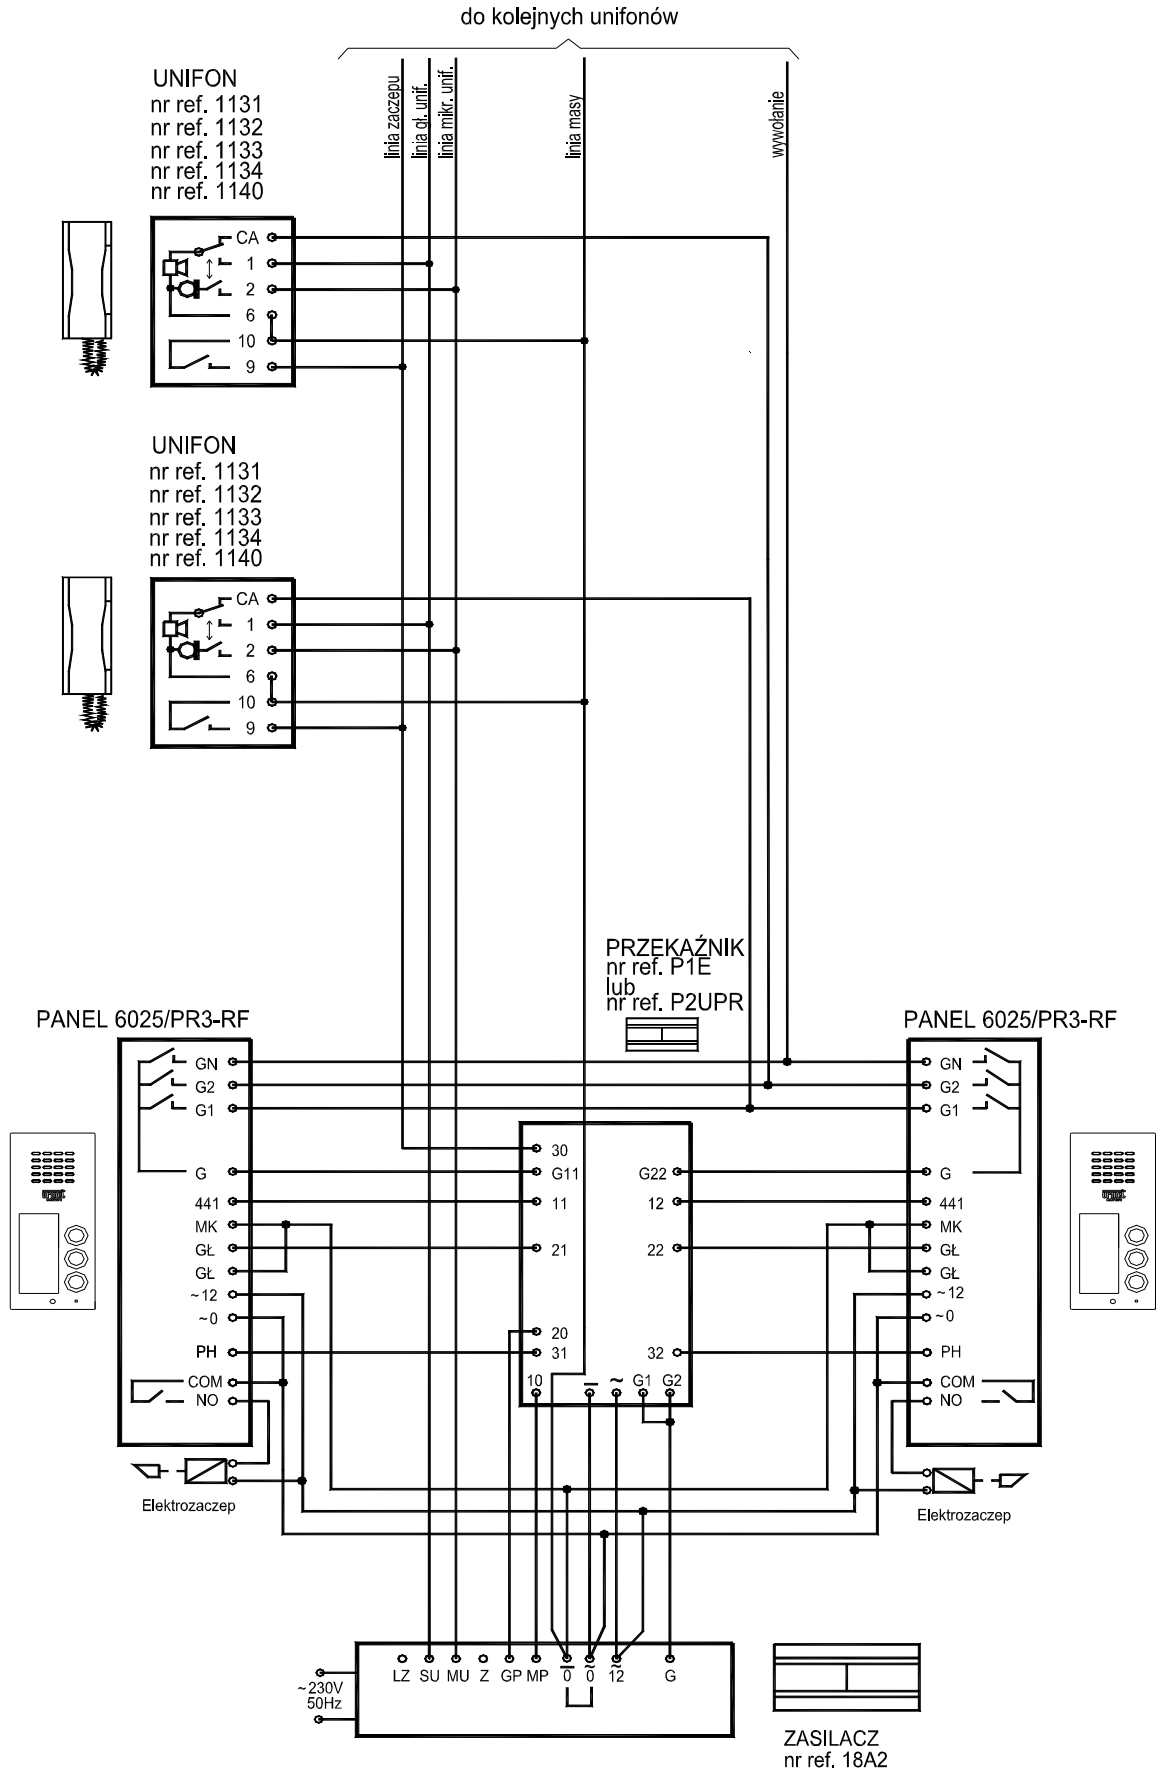 do kolejnych unifonów
linia zaczepu
linia gł. unif.
linia mikr. unif.
linia masy
wywołanie
UNIFON
nr ref. 1131
nr ref. 1132
nr ref. 1133
nr ref. 1134
nr ref. 1140
CA
1
2
6
10
9
UNIFON
nr ref. 1131
nr ref. 1132
nr ref. 1133
nr ref. 1134
nr ref. 1140
CA
1
2
6
10
9
PRZEKAŹNIK
nr ref. P1E
lub
nr ref. P2UPR
PANEL 6025/PR3-RF
GN
G2
G1
G
441
MK
GŁ
GŁ
~12
~0
PH
COM
NO
Elektrozaczep
30
G11
11
21
20
31
10
G22
12
22
32
— ~ G1 G2
PANEL 6025/PR3-RF
GN
G2
G1
G
441
MK
GŁ
GŁ
~12
~0
PH
COM
NO
Elektrozaczep
~230V
50Hz
LZ SU MU Z GP MP 0 0 12 G
ZASILACZ
nr ref. 18A2